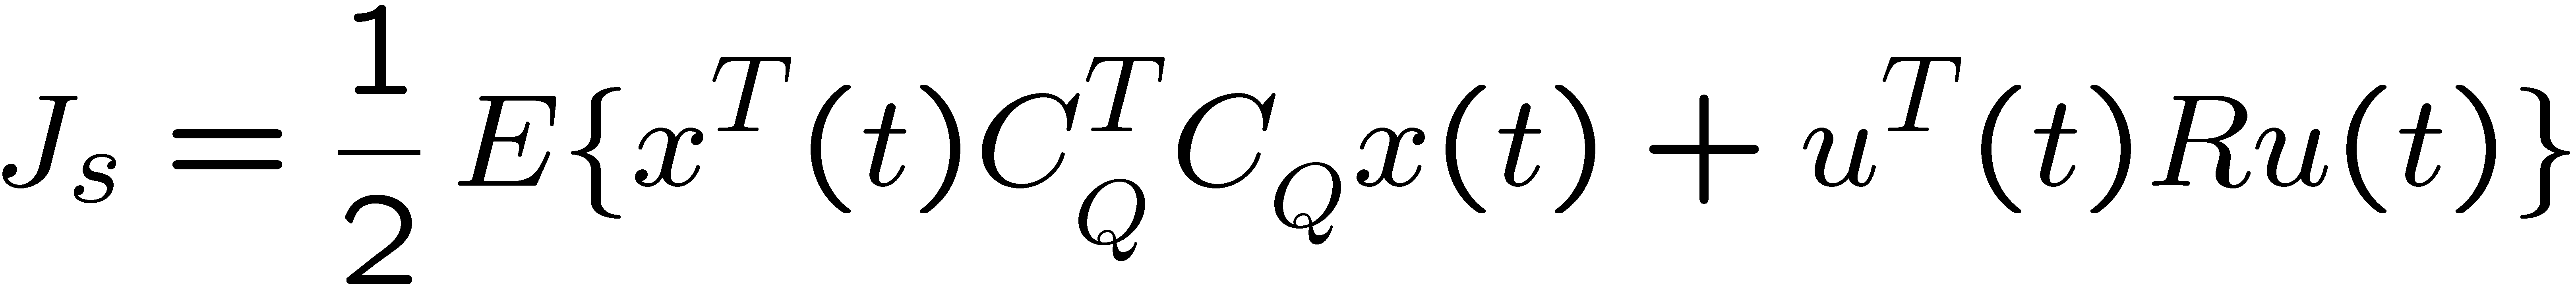 $J_s = \frac{1}{2} E\{x^T(t) C_Q^T C_Q x(t) + u^T(t) R u(t)\}$